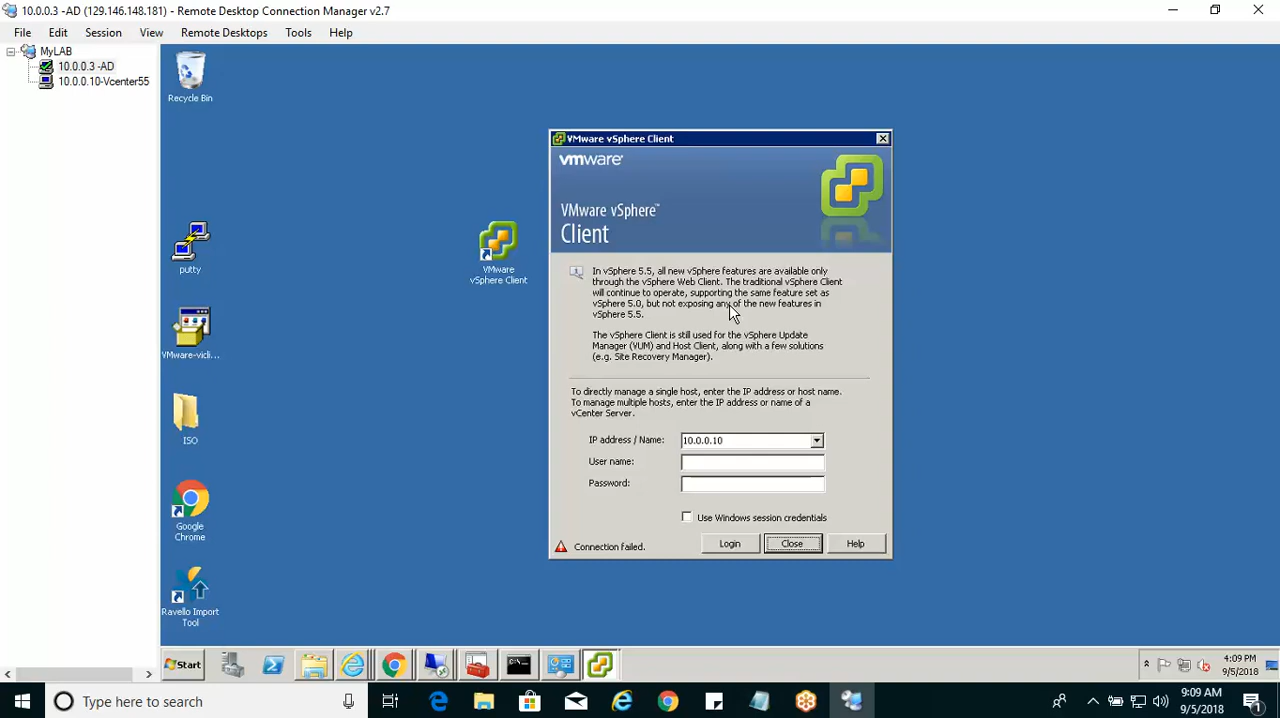 10.0.0.3 -AD (129.146.148.181) - Remote Desktop Connection Manager v2.7
File Edit Session View Remote Desktops Tools Help
MyLAB
10.0.0.3 -AD
10.0.0.10-Vcenter55
Recycle Bin
putty
VMware-vicli...
ISO
Google
Chrome
Ravello Import
Tool
VMware
vSphere Client
VMware vSphere Client
vmware
VMware vSphere™
Client
In vSphere 5.5, all new vSphere features are available only
through the vSphere Web Client. The traditional vSphere Client
will continue to operate, supporting the same feature set as
vSphere 5.0, but not exposing any of the new features in
vSphere 5.5.
The vSphere Client is still used for the vSphere Update
Manager (VUM) and Host Client, along with a few solutions
(e.g. Site Recovery Manager).
To directly manage a single host, enter the IP address or host name.
To manage multiple hosts, enter the IP address or name of a
vCenter Server.
IP address / Name: 10.0.0.10
User name:
Password:
Use Windows session credentials
Connection failed. Login Close Help
Start 4:09 PM
9/5/2018
Type here to search 9:09 AM
9/5/2018
1